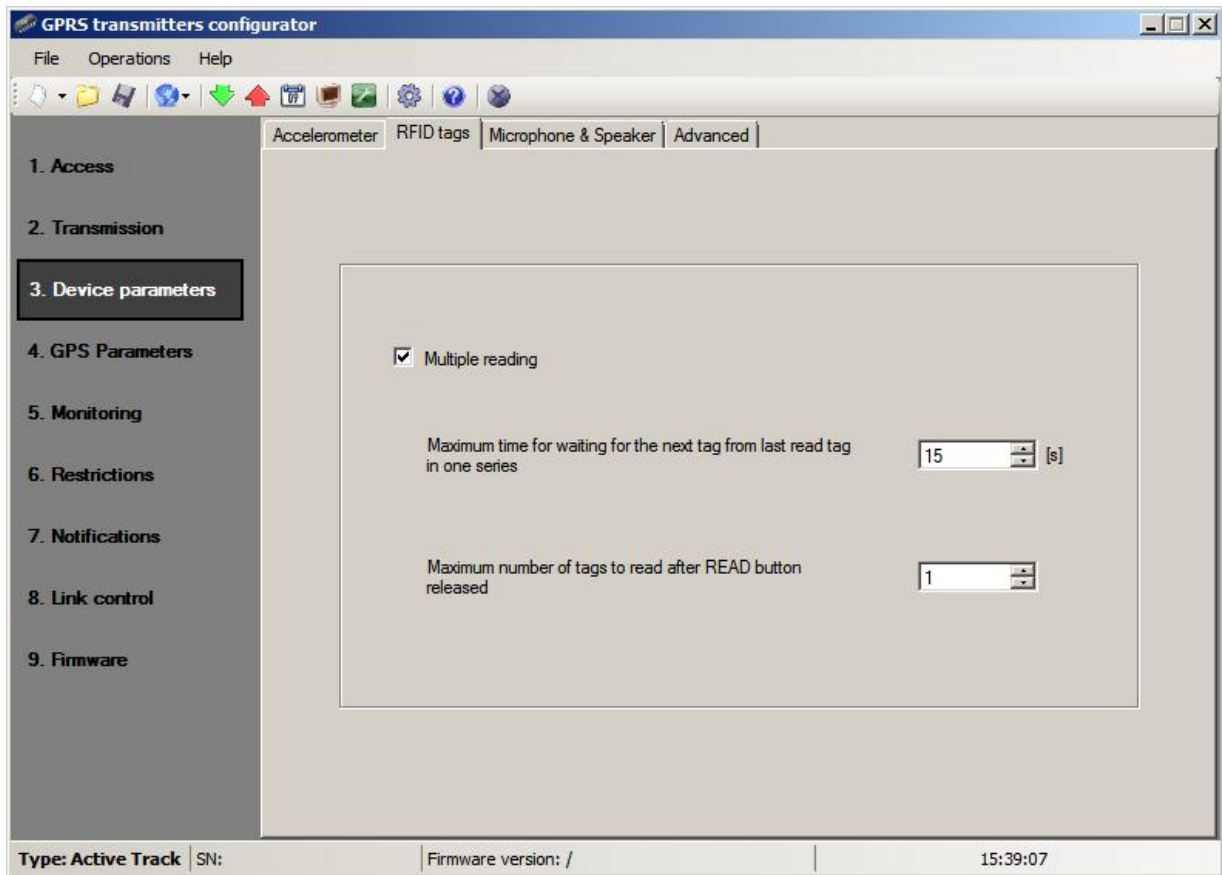 GPRS transmitters configurator
File Operations Help
Accelerometer RFID tags Microphone & Speaker Advanced
1. Access
2. Transmission
3. Device parameters
4. GPS Parameters
5. Monitoring
6. Restrictions
7. Notifications
8. Link control
9. Firmware
Multiple reading
Maximum time for waiting for the next tag from last read tag
in one series
15 [s]
Maximum number of tags to read after READ button
released
1
Type: Active Track SN: Firmware version: / 15:39:07